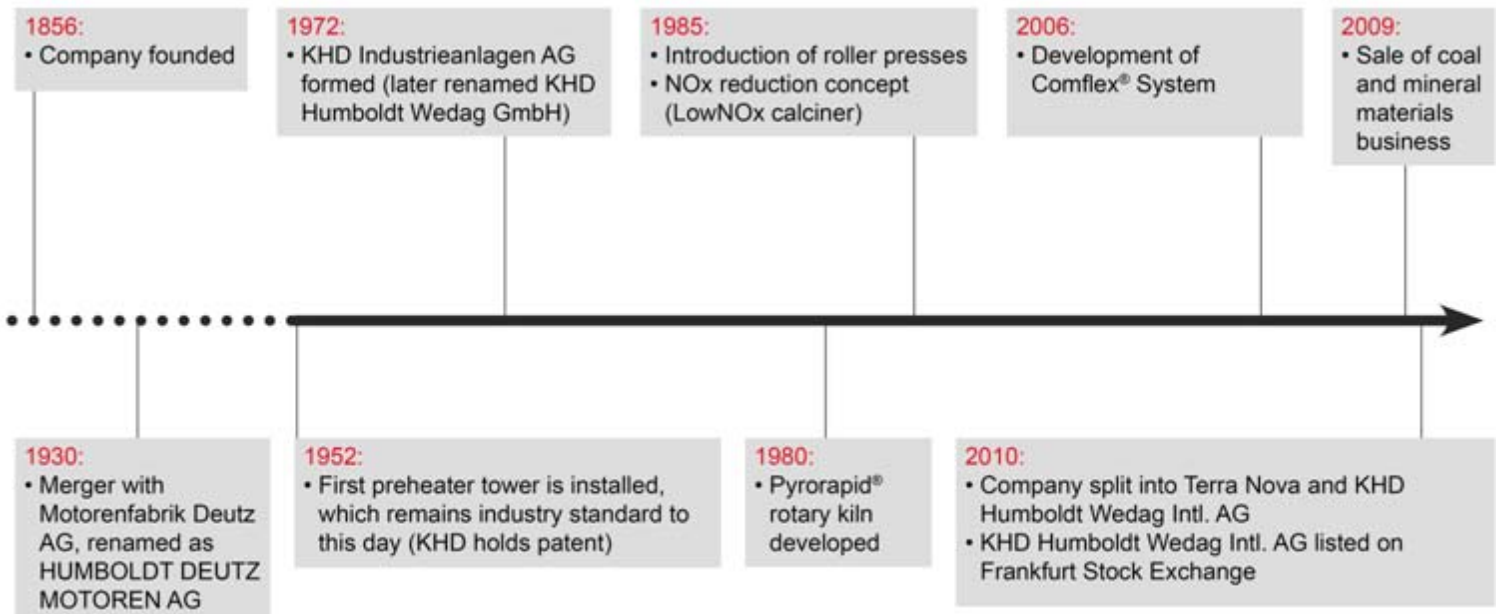 1856:
• Company founded
1972:
• KHD Industrieanlagen AG
formed (later renamed KHD
Humboldt Wedag GmbH)
1985:
• Introduction of roller presses
• NOx reduction concept
(LowNOx calciner)
2006:
• Development of
Comflex® System
2009:
• Sale of coal
and mineral
materials
business
1930:
• Merger with
Motorenfabrik Deutz
AG, renamed as
HUMBOLDT DEUTZ
MOTOREN AG
1952:
• First preheater tower is installed,
which remains industry standard to
this day (KHD holds patent)
1980:
• Pyrorapid®
rotary kiln
developed
2010:
• Company split into Terra Nova and KHD
Humboldt Wedag Intl. AG
• KHD Humboldt Wedag Intl. AG listed on
Frankfurt Stock Exchange